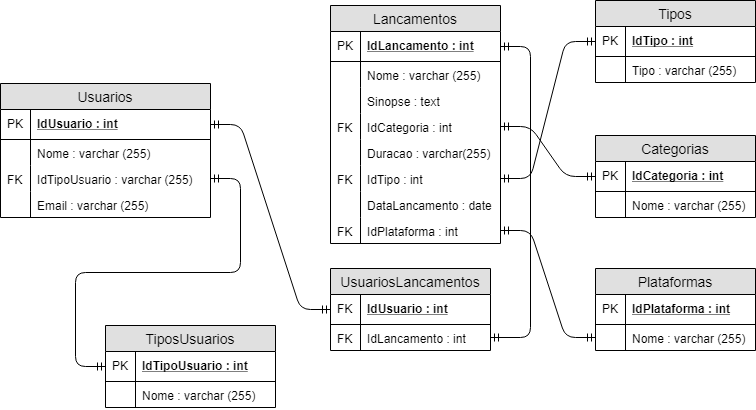 Usuarios
PK IdUsuario : int
Nome : varchar (255)
FK IdTipoUsuario : varchar (255)
Email : varchar (255)
TiposUsuarios
PK IdTipoUsuario : int
Nome : varchar (255)
Lancamentos
PK IdLancamento : int
Nome : varchar (255)
Sinopse : text
FK IdCategoria : int
Duracao : varchar(255)
FK IdTipo : int
DataLancamento : date
FK IdPlataforma : int
UsuariosLancamentos
FK IdUsuario : int
FK IdLancamento : int
Tipos
PK IdTipo : int
Tipo : varchar (255)
Categorias
PK IdCategoria : int
Nome : varchar (255)
Plataformas
PK IdPlataforma : int
Nome : varchar (255)